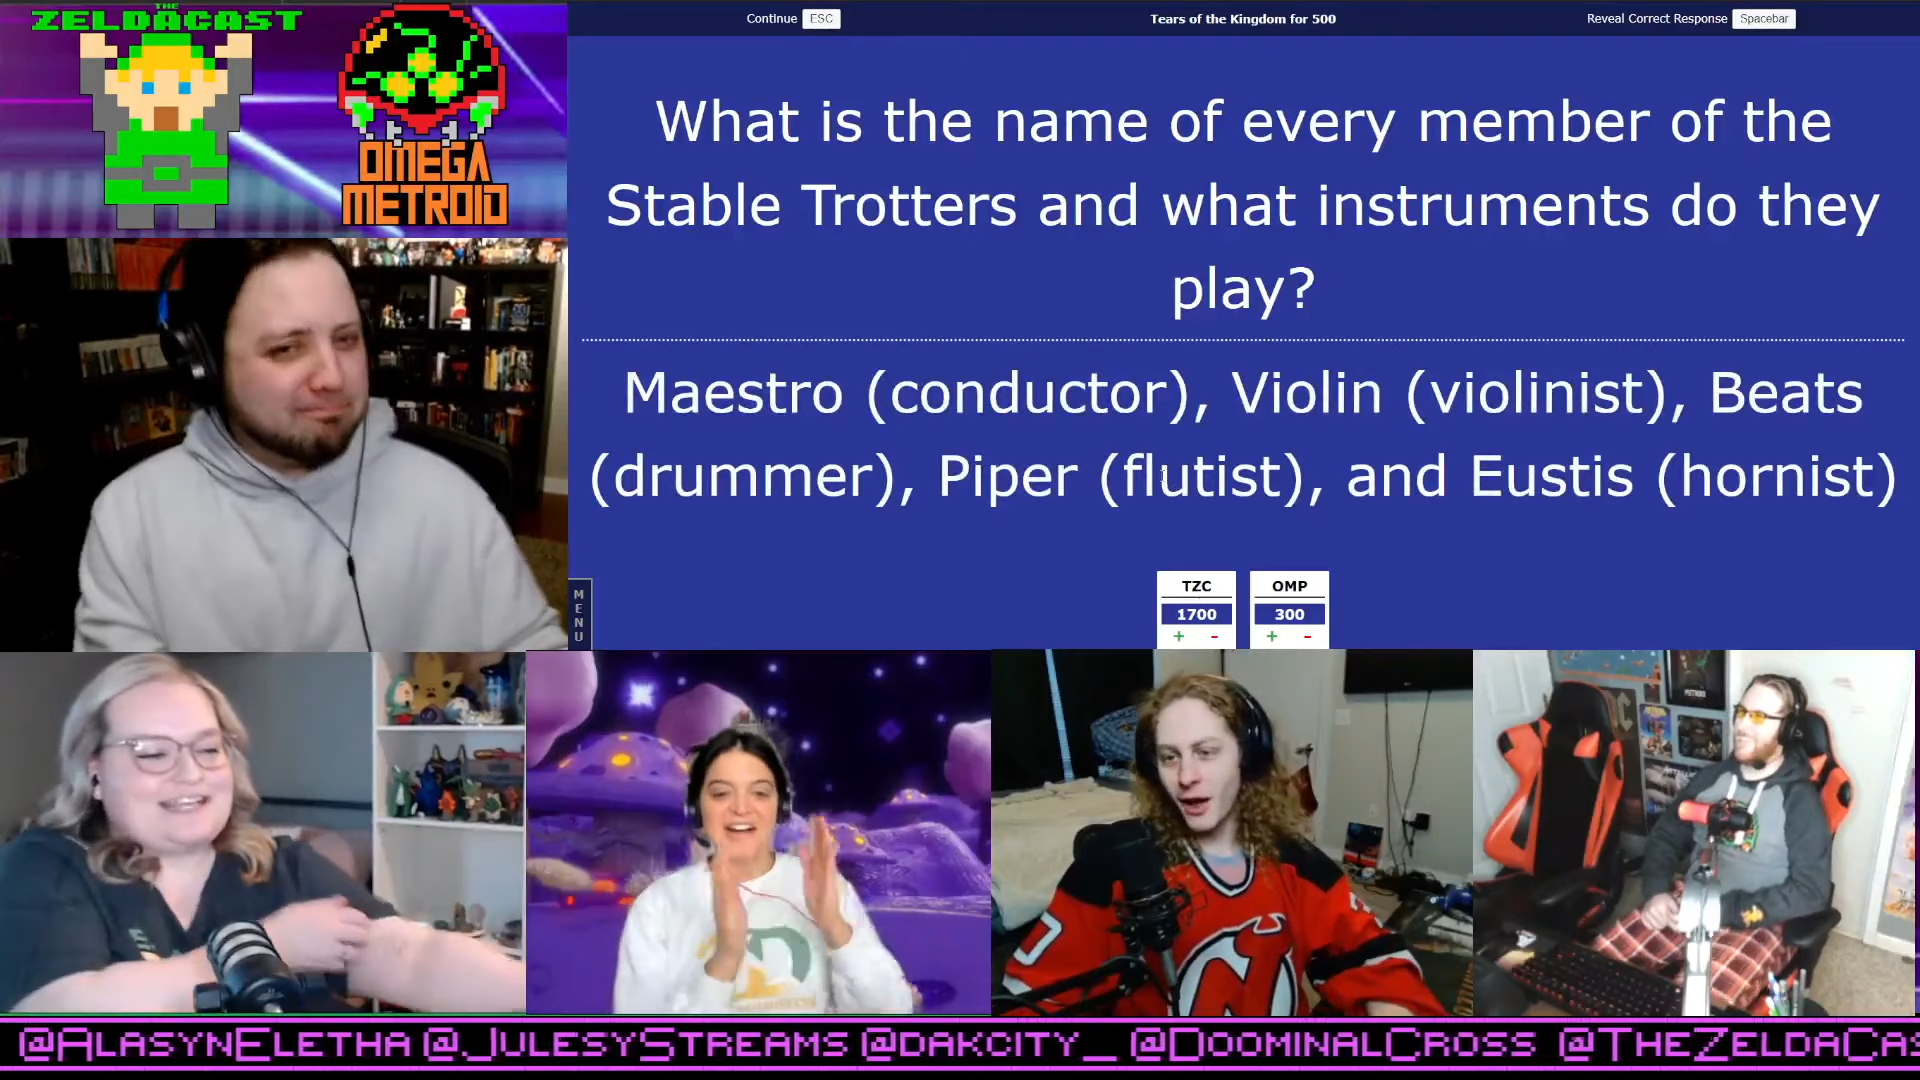 THE
ZELDACAST
OMEGA
METROID
Continue ESC
Tears of the Kingdom for 500
Reveal Correct Response Spacebar
What is the name of every member of the
Stable Trotters and what instruments do they
play?
Maestro (conductor), Violin (violinist), Beats
(drummer), Piper (flutist), and Eustis (hornist)
MENU
TZC
1700
+ -
OMP
300
+ -
@AlasynEletha @JulesyStreams @dakcity_ @DoominalCross @TheZeldaCas